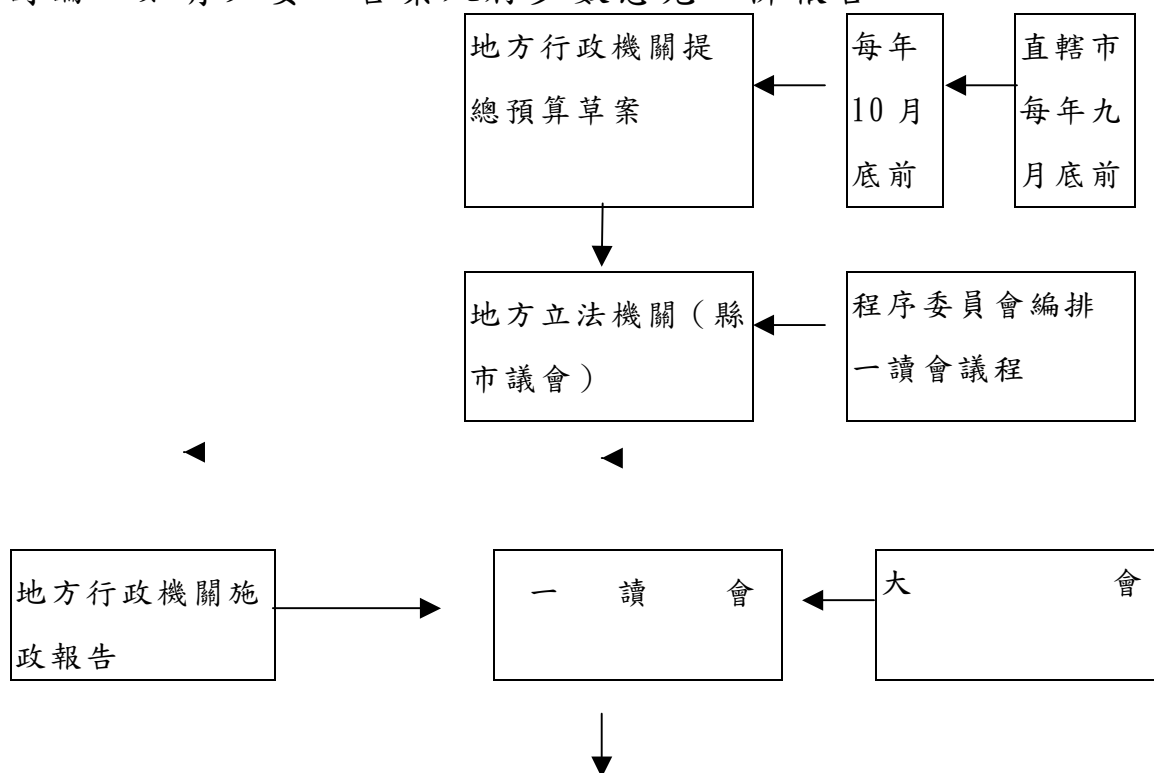 地方行政機關提
總預算草案
每年
10 月
底前
直轄市
每年九
月底前
地方立法機關（縣
市議會）
程序委員會編排
一讀會議程
地方行政機關施
政報告
一 讀 會
大 會